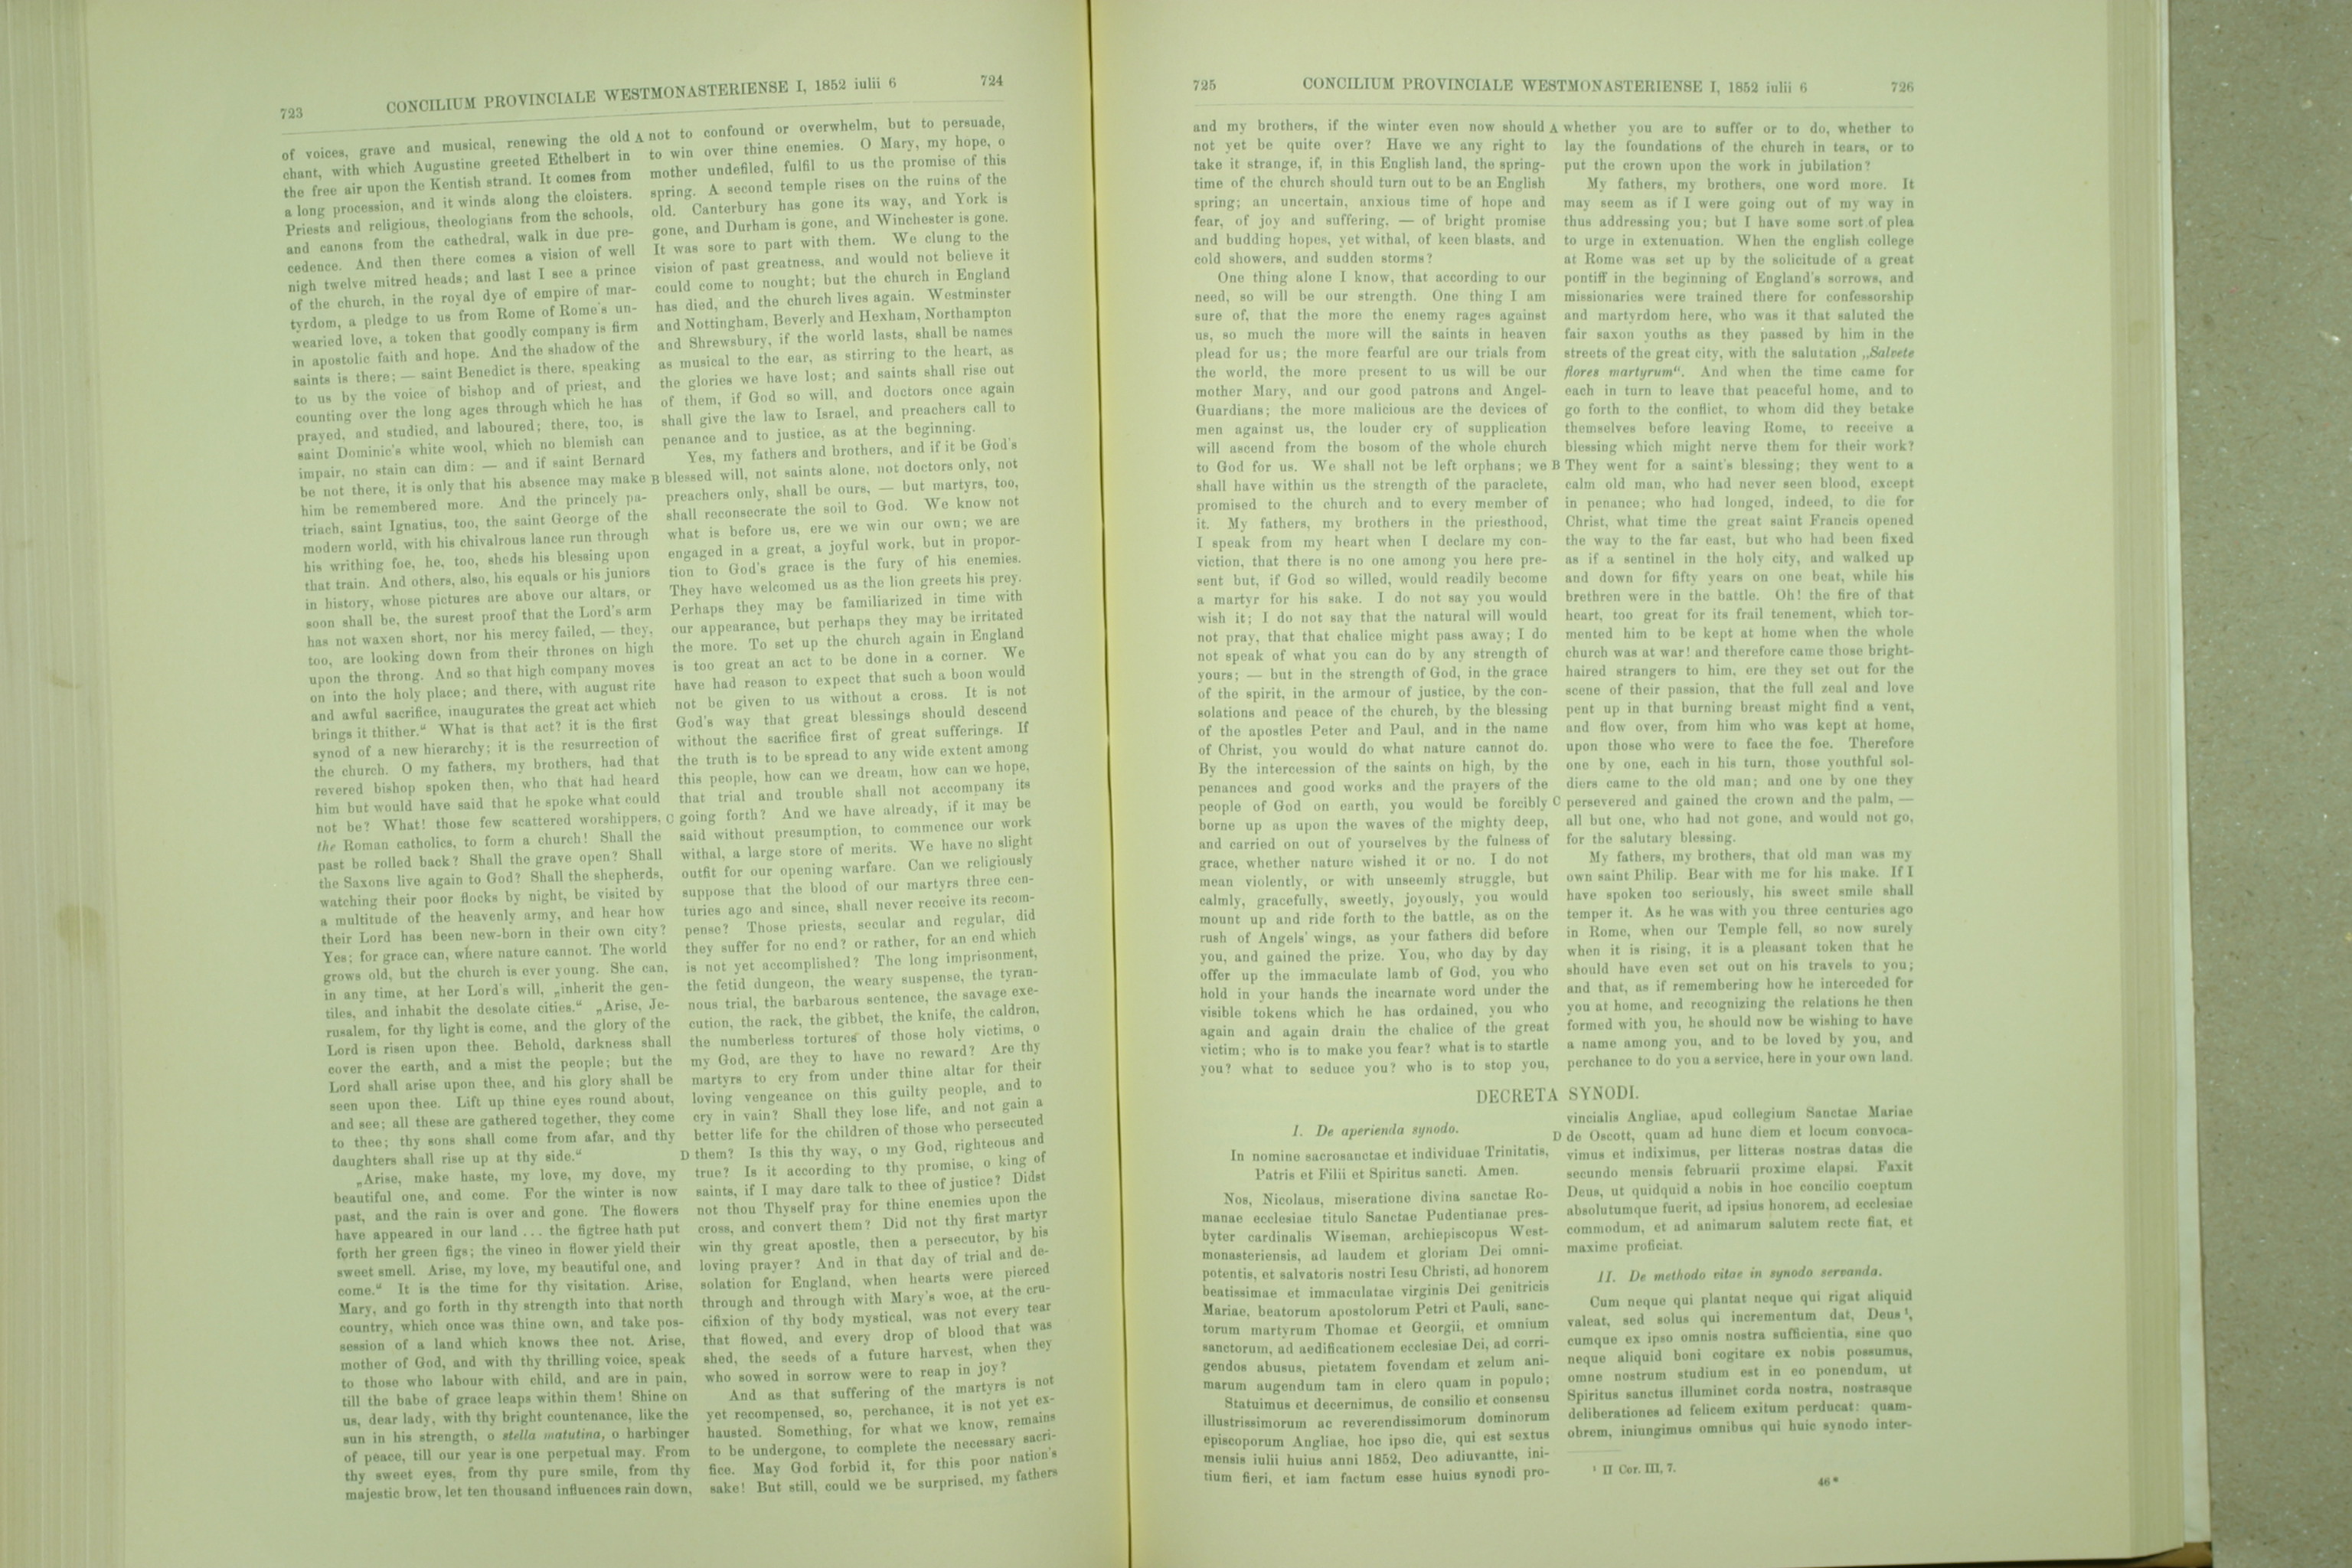 723
CONCILIUM PROVINCIALE WESTMONASTERIENSE I, 1852 iulii 6
724
of voices, grave and musical, renewing the old
chant, with which Augustine greeted Ethelbert in
the free air upon the Kentish strand. It comes from
a long procession, and it winds along the cloisters.
Priests and religious, theologians from the schools,
and canons from the cathedral, walk in due pre-
cedence. And then there comes a vision of well
nigh twelve mitred heads; and last I see a prince
of the church, in the royal dye of empire of mar-
tyrdom, a pledge to us from Rome of Rome's un-
wearied love, a token that goodly company is firm
in apostolic faith and hope. And the shadow of the
saints is there; — saint Benedict is there, speaking
to us by the voice of bishop and of priest, and
counting over the long ages through which he has
prayed, and studied, and laboured; there, too, is
saint Dominic's white wool, which no blemish can
impair, no stain can dim: — and if saint Bernard
be not there, it is only that his absence may make
him be remembered more. And the princely pa-
triach, saint Ignatius, too, the saint George of the
modern world, with his chivalrous lance run through
his writhing foe, he, too, sheds his blessing upon
that train. And others, also, his equals or his juniors
in history, whose pictures are above our altars, or
soon shall be, the surest proof that the Lord's arm
has not waxen short, nor his mercy failed, — they,
too, are looking down from their thrones on high
upon the throng. And so that high company moves
on into the holy place; and there, with august rite
and awful sacrifice, inaugurates the great act which
brings it thither.“ What is that act? it is the first
synod of a new hierarchy; it is the resurrection of
the church. O my fathers, my brothers, had that
revered bishop spoken then, who that had heard
him but would have said that he spoke what could
not be? What! those few scattered worshippers,
the Roman catholics, to form a church! Shall the
past be rolled back? Shall the grave open? Shall
the Saxons live again to God? Shall the shepherds,
watching their poor flocks by night, be visited by
a multitude of the heavenly army, and hear how
their Lord has been new-born in their own city?
Yes; for grace can, where nature cannot. The world
grows old, but the church is ever young. She can,
in any time, at her Lord's will, „inherit the gen-
tiles, and inhabit the desolate cities.“ „Arise, Je-
rusalem, for thy light is come, and the glory of the
Lord is risen upon thee. Behold, darkness shall
cover the earth, and a mist the people; but the
Lord shall arise upon thee, and his glory shall be
seen upon thee. Lift up thine eyes round about,
and see; all these are gathered together, they come
to thee; thy sons shall come from afar, and thy
daughters shall rise up at thy side.“
„Arise, make haste, my love, my dove, my
beautiful one, and come. For the winter is now
past, and the rain is over and gone. The flowers
have appeared in our land . . . the figtree hath put
forth her green figs; the vineo in flower yield their
sweet smell. Arise, my love, my beautiful one, and
come.“ It is the time for thy visitation. Arise,
Mary, and go forth in thy strength into that north
country, which once was thine own, and take pos-
session of a land which knows thee not. Arise,
mother of God, and with thy thrilling voice, speak
to those who labour with child, and are in pain,
till the babe of grace leaps within them! Shine on
us, dear lady, with thy bright countenance, like the
sun in his strength, o stella matutina, o harbinger
of peace, till our year is one perpetual may. From
thy sweet eyes, from thy pure smile, from thy
majestic brow, let ten thousand influences rain down,
A not to confound or overwhelm, but to persuade,
to win over thine enemies. O Mary, my hope, o
mother undefiled, fulfil to us the promise of this
spring. A second temple rises on the ruins of the
old. Canterbury has gone its way, and York is
gone, and Durham is gone, and Winchester is gone.
It was sore to part with them. We clung to the
vision of past greatness, and would not believe it
could come to nought; but the church in England
has died, and the church lives again. Westminster
and Nottingham, Beverly and Hexham, Northampton
and Shrewsbury, if the world lasts, shall be names
as musical to the ear, as stirring to the heart, as
the glories we have lost; and saints shall rise out
of them, if God so will, and doctors once again
shall give the law to Israel, and preachers call to
penance and to justice, as at the beginning.
Yes, my fathers and brothers, and if it be God's
B blessed will, not saints alone, not doctors only, not
preachers only, shall be ours, — but martyrs, too,
shall reconsecrate the soil to God. We know not
what is before us, ere we win our own; we are
engaged in a great, a joyful work, but in propor-
tion to God's grace is the fury of his enemies.
They have welcomed us as the lion greets his prey.
Perhaps they may be familiarized in time with
our appearance, but perhaps they may be irritated
the more. To set up the church again in England
is too great an act to be done in a corner. We
have had reason to expect that such a boon would
not be given to us without a cross. It is not
God's way that great blessings should descend
without the sacrifice first of great sufferings. If
the truth is to be spread to any wide extent among
this people, how can we dream, how can we hope,
that trial and trouble shall not accompany its
C going forth? And we have already, if it may be
said without presumption, to commence our work
withal, a large store of merits. We have no slight
outfit for our opening warfare. Can we religiously
suppose that the blood of our martyrs three cen-
turies ago and since, shall never receive its recom-
pense? Those priests, secular and regular, did
they suffer for no end? or rather, for an end which
is not yet accomplished? The long imprisonment,
the fetid dungeon, the weary suspense, the tyran-
nous trial, the barbarous sentence, the savage exe-
cution, the rack, the gibbet, the knife, the caldron,
the numberless tortures of those holy victims, o
my God, are they to have no reward? Are thy
martyrs to cry from under thine altar for their
loving vengeance on this guilty people, and to
cry in vain? Shall they lose life, and not gain a
better life for the children of those who persecuted
D them? Is this thy way, o my God, righteous and
true? Is it according to thy promise, o king of
saints, if I may dare talk to thee of justice? Didst
not thou Thyself pray for thine enemies upon the
cross, and convert them? Did not thy first martyr
win thy great apostle, then a persecutor, by his
loving prayer? And in that day of trial and de-
solation for England, when hearts were pierced
through and through with Mary's woe, at the cru-
cifixion of thy body mystical, was not every tear
that flowed, and every drop of blood that was
shed, the seeds of a future harvest, when they
who sowed in sorrow were to reap in joy?
And as that suffering of the martyrs is not
yet recompensed, so, perchance, it is not yet ex-
hausted. Something, for what we know, remains
to be undergone, to complete the necessary sacri-
fice. May God forbid it, for this poor nation's
sake! But still, could we be surprised, my fathers
725
CONCILIUM PROVINCIALE WESTMONASTERIENSE I, 1852 iulii 6
726
and my brothers, if the winter even now should
not yet be quite over? Have we any right to
take it strange, if, in this English land, the spring-
time of the church should turn out to be an English
spring; an uncertain, anxious time of hope and
fear, of joy and suffering, — of bright promise
and budding hopes, yet withal, of keen blasts, and
cold showers, and sudden storms?
One thing alone I know, that according to our
need, so will be our strength. One thing I am
sure of, that the more the enemy rages against
us, so much the more will the saints in heaven
plead for us; the more fearful are our trials from
the world, the more present to us will be our
mother Mary, and our good patrons and Angel-
Guardians; the more malicious are the devices of
men against us, the louder cry of supplication
will ascend from the bosom of the whole church
to God for us. We shall not be left orphans; we
shall have within us the strength of the paraclete,
promised to the church and to every member of
it. My fathers, my brothers in the priesthood,
I speak from my heart when I declare my con-
viction, that there is no one among you here pre-
sent but, if God so willed, would readily become
a martyr for his sake. I do not say you would
wish it; I do not say that the natural will would
not pray, that that chalice might pass away; I do
not speak of what you can do by any strength of
yours; — but in the strength of God, in the grace
of the spirit, in the armour of justice, by the con-
solations and peace of the church, by the blessing
of the apostles Peter and Paul, and in the name
of Christ, you would do what nature cannot do.
By the intercession of the saints on high, by the
penances and good works and the prayers of the
people of God on earth, you would be forcibly
borne up as upon the waves of the mighty deep,
and carried on out of yourselves by the fulness of
grace, whether nature wished it or no. I do not
mean violently, or with unseemly struggle, but
calmly, gracefully, sweetly, joyously, you would
mount up and ride forth to the battle, as on the
rush of Angels' wings, as your fathers did before
you, and gained the prize. You, who day by day
offer up the immaculate lamb of God, you who
hold in your hands the incarnate word under the
visible tokens which he has ordained, you who
again and again drain the chalice of the great
victim; who is to make you fear? what is to startle
you? what to seduce you? who is to stop you,
A whether you are to suffer or to do, whether to
lay the foundations of the church in tears, or to
put the crown upon the work in jubilation?
My fathers, my brothers, one word more. It
may seem as if I were going out of my way in
thus addressing you; but I have some sort of plea
to urge in extenuation. When the english college
at Rome was set up by the solicitude of a great
pontiff in the beginning of England's sorrows, and
missionaries were trained there for confessorship
and martyrdom here, who was it that saluted the
fair saxon youths as they passed by him in the
streets of the great city, with the salutation „Salvete
flores martyrum“. And when the time came for
each in turn to leave that peaceful home, and to
go forth to the conflict, to whom did they betake
themselves before leaving Rome, to receive a
blessing which might nerve them for their work?
B They went for a saint's blessing; they went to a
calm old man, who had never seen blood, except
in penance; who had longed, indeed, to die for
Christ, what time the great saint Francis opened
the way to the far east, but who had been fixed
as if a sentinel in the holy city, and walked up
and down for fifty years on one beat, while his
brethren were in the battle. Oh! the fire of that
heart, too great for its frail tenement, which tor-
mented him to be kept at home when the whole
church was at war! and therefore came those bright-
haired strangers to him, ere they set out for the
scene of their passion, that the full zeal and love
pent up in that burning breast might find a vent,
and flow over, from him who was kept at home,
upon those who were to face the foe. Therefore
one by one, each in his turn, those youthful sol-
diers came to the old man; and one by one they
C persevered and gained the crown and the palm, —
all but one, who had not gone, and would not go,
for the salutary blessing.
My fathers, my brothers, that old man was my
own saint Philip. Bear with me for his make. If I
have spoken too seriously, his sweet smile shall
temper it. As he was with you three centuries ago
in Rome, when our Temple fell, so now surely
when it is rising, it is a pleasant token that he
should have even set out on his travels to you;
and that, as if remembering how he interceded for
you at home, and recognizing the relations he then
formed with you, he should now be wishing to have
a name among you, and to be loved by you, and
perchance to do you a service, here in your own land.
DECRETA SYNODI.
I. De aperienda synodo.
In nomine sacrosanctae et individuae Trinitatis,
Patris et Filii et Spiritus sancti. Amen.
Nos, Nicolaus, miseratione divina sanctae Ro-
manae ecclesiae titulo Sanctae Pudentianae pres-
byter cardinalis Wiseman, archiepiscopus West-
monasteriensis, ad laudem et gloriam Dei omni-
potentis, et salvatoris nostri Iesu Christi, ad honorem
beatissimae et immaculatae virginis Dei genitricis
Mariae, beatorum apostolorum Petri et Pauli, sanc-
torum martyrum Thomae et Georgii, et omnium
sanctorum, ad aedificationem ecclesiae Dei, ad corri-
gendos abusus, pietatem fovendam et zelum ani-
marum augendum tam in clero quam in populo;
Statuimus et decernimus, de consilio et consensu
illustrissimorum ac reverendissimorum dominorum
episcoporum Angliae, hoc ipso die, qui est sextus
mensis iulii huius anni 1852, Deo adiuvantte, ini-
tium fieri, et iam factum esse huius synodi pro-
vincialis Angliae, apud collegium Sanctae Mariae
D de Oscott, quam ad hunc diem et locum convoca-
vimus et indiximus, per litteras nostras datas die
secundo mensis februarii proxime elapsi. Faxit
Deus, ut quidquid a nobis in hoc concilio coeptum
absolutumque fuerit, ad ipsius honorem, ad ecclesiae
commodum, et ad animarum salutem recte fiat, et
maxime proficiat.
II. De methodo vitae in synodo servanda.
Cum neque qui plantat neque qui rigat aliquid
valeat, sed solus qui incrementum dat, Deus ¹,
cumque ex ipso omnis nostra sufficientia, sine quo
neque aliquid boni cogitare ex nobis possumus,
omne nostrum studium est in eo ponendum, ut
Spiritus sanctus illuminet corda nostra, nostrasque
deliberationes ad felicem exitum perducat: quam-
obrem, iniungimus omnibus qui huic synodo inter-
¹ II Cor. III, 7.
46*